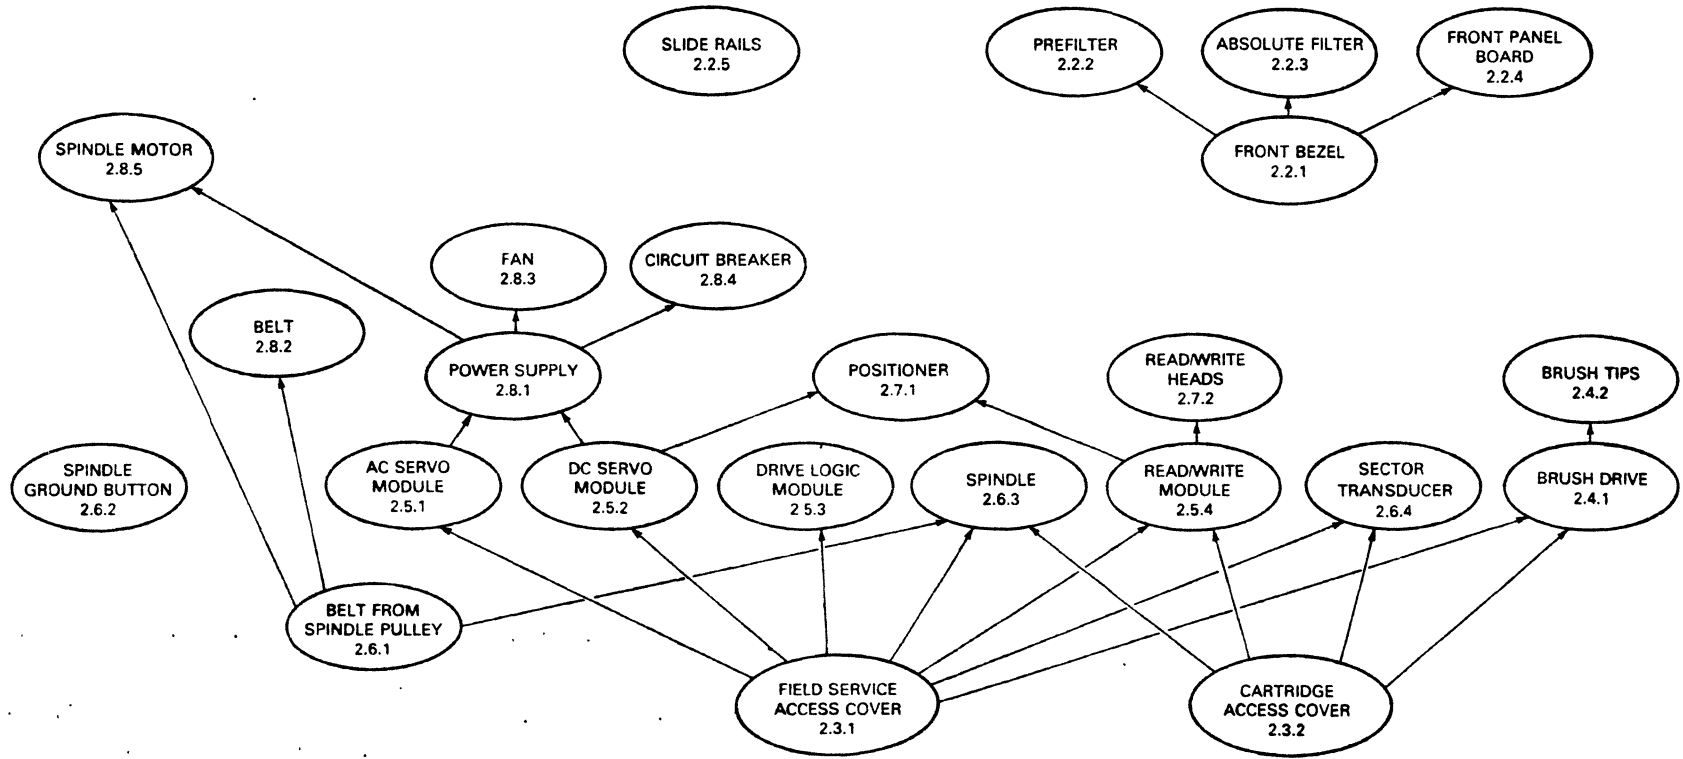 SLIDE RAILS
2.2.5
PREFILTER
2.2.2
ABSOLUTE FILTER
2.2.3
FRONT PANEL
BOARD
2.2.4
SPINDLE MOTOR
2.8.5
FRONT BEZEL
2.2.1
FAN
2.8.3
CIRCUIT BREAKER
2.8.4
BELT
2.8.2
POWER SUPPLY
2.8.1
POSITIONER
2.7.1
READ/WRITE
HEADS
2.7.2
BRUSH TIPS
2.4.2
SPINDLE
GROUND BUTTON
2.6.2
AC SERVO
MODULE
2.5.1
DC SERVO
MODULE
2.5.2
DRIVE LOGIC
MODULE
2 5.3
SPINDLE
2.6.3
READ/WRITE
MODULE
2.5.4
SECTOR
TRANSDUCER
2.6.4
BRUSH DRIVE
2.4.1
BELT FROM
SPINDLE PULLEY
2.6.1
FIELD SERVICE
ACCESS COVER
2.3.1
CARTRIDGE
ACCESS COVER
2.3.2